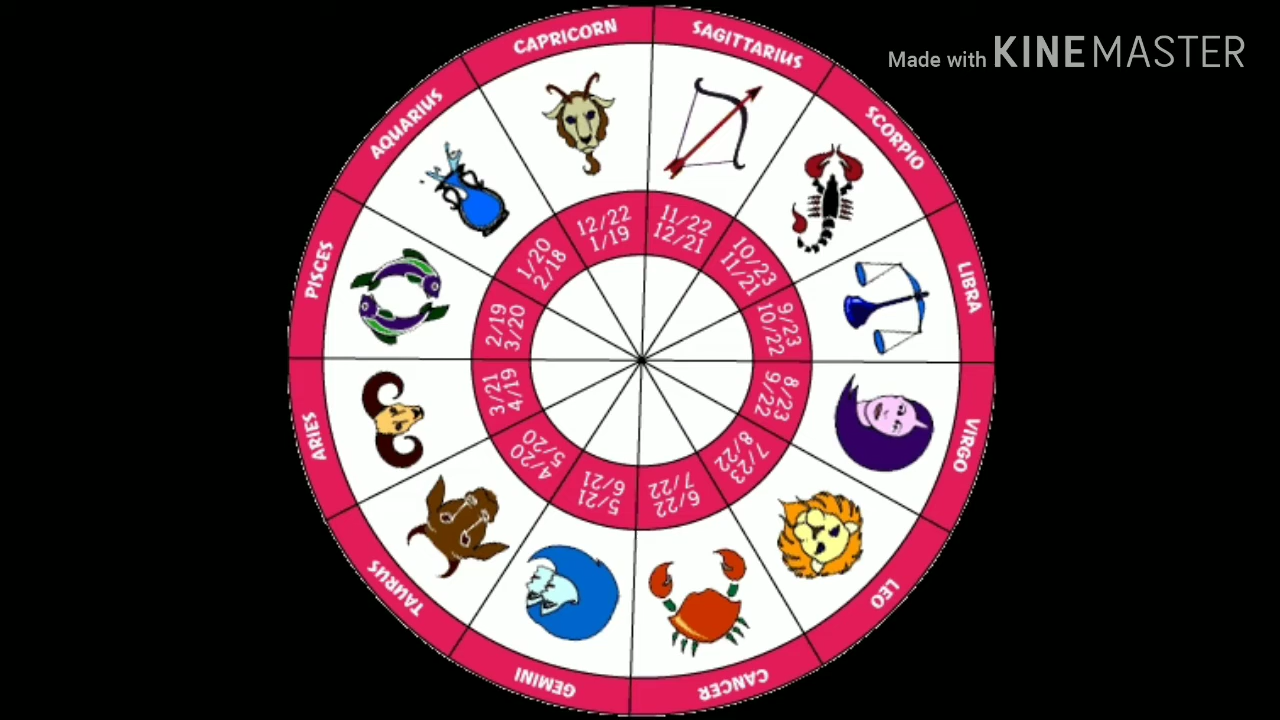 CAPRICORN
SAGITTARIUS
SCORPIO
LIBRA
VIRGO
LEO
CANCER
GEMINI
TAURUS
ARIES
PISCES
AQUARIUS
12/22
1/19
11/22
12/21
10/23
11/21
9/23
10/22
8/23
9/22
7/23
8/22
6/22
7/22
5/21
6/21
4/20
5/20
3/21
4/19
2/19
3/20
1/20
2/18
Made with KINEMASTER